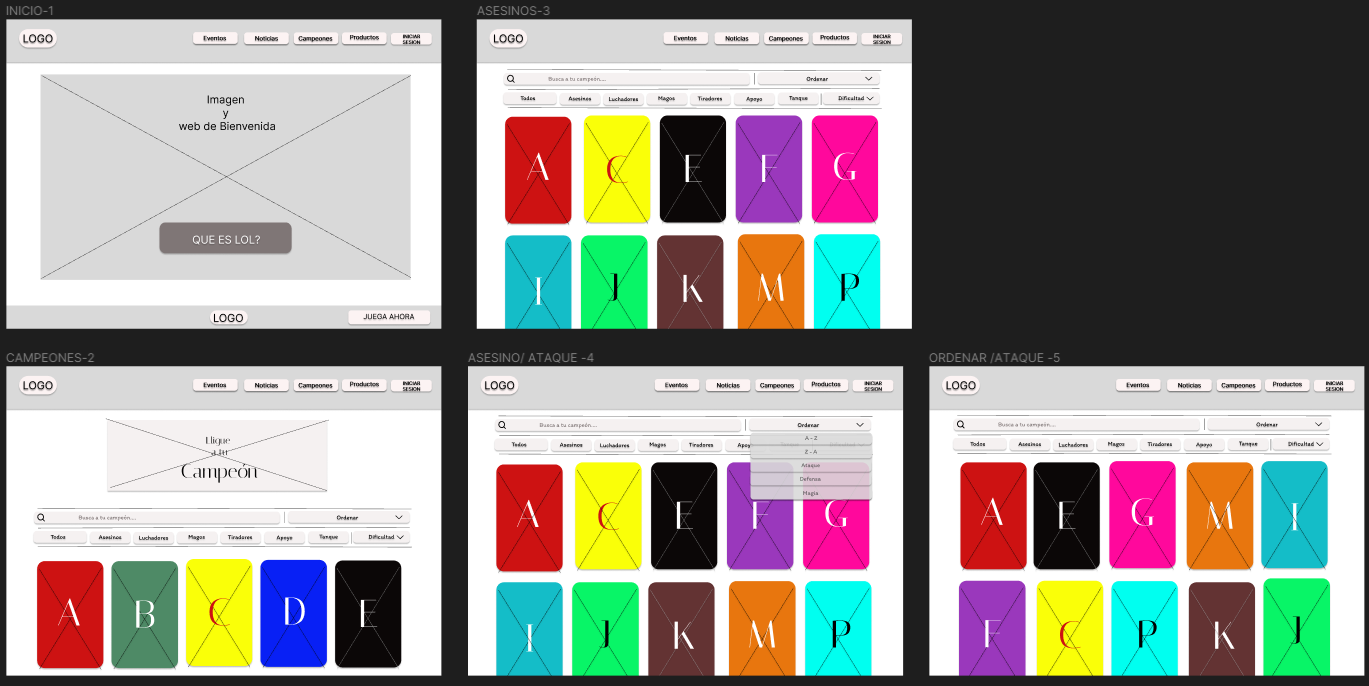 INICIO-1
LOGO
Eventos
Noticias
Campeones
Productos
INICIAR
SESION
Imagen
y
web de Bienvenida
QUE ES LOL?
LOGO
JUEGA AHORA
ASESINOS-3
LOGO
Eventos
Noticias
Campeones
Productos
INICIAR
SESION
Busca a tu campeón....
Ordenar
Todos
Asesinos
Luchadores
Magos
Tiradores
Apoyo
Tanque
Dificultad
A
C
E
F
G
I
J
K
M
P
CAMPEONES-2
LOGO
Eventos
Noticias
Campeones
Productos
INICIAR
SESION
Elique
a tu
Campeón
Busca a tu campeón....
Ordenar
Todos
Asesinos
Luchadores
Magos
Tiradores
Apoyo
Tanque
Dificultad
A
B
C
D
E
ASESINO/ ATAQUE -4
LOGO
Eventos
Noticias
Campeones
Productos
INICIAR
SESION
Busca a tu campeón....
Ordenar
Todos
Asesinos
Luchadores
Magos
Tiradores
Apoyo
A - Z
Z - A
Ataque
Defensa
Magia
A
C
E
F
G
I
J
K
M
P
ORDENAR /ATAQUE -5
LOGO
Eventos
Noticias
Campeones
Productos
INICIAR
SESION
Busca a tu campeón....
Ordenar
Todos
Asesinos
Luchadores
Magos
Tiradores
Apoyo
Tanque
Dificultad
A
E
G
M
I
F
C
P
K
J